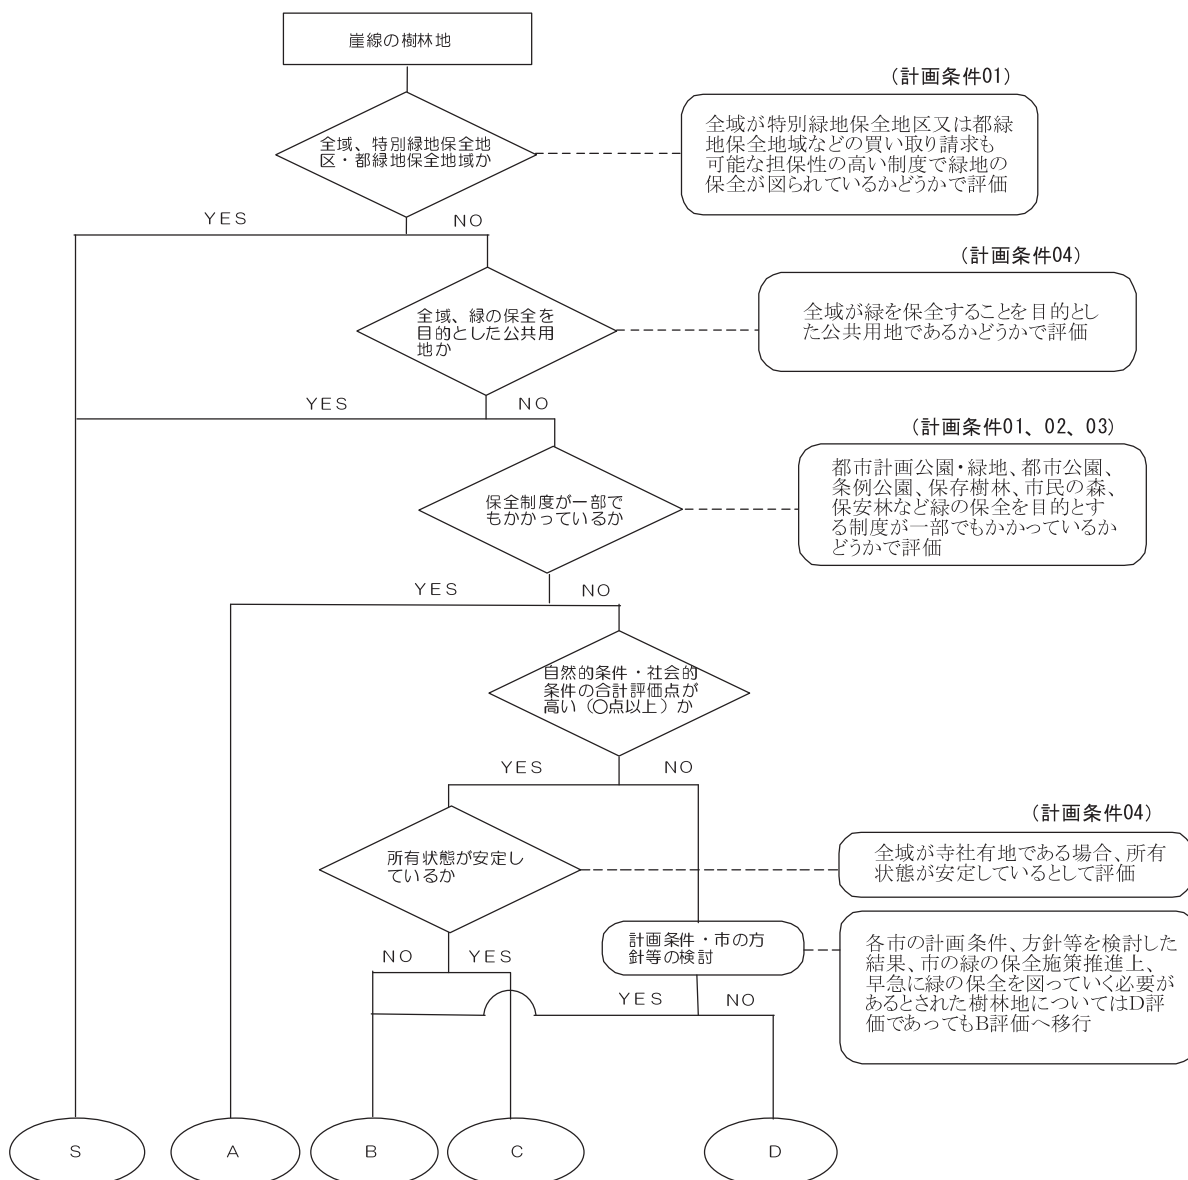 崖線の樹林地
(計画条件01)
全域、特別緑地保全地
区・都緑地保全地域か
全域が特別緑地保全地区又は都緑
地保全地域などの買い取り請求も
可能な担保性の高い制度で緑地の
保全が図られているかどうかで評価
YES
NO
(計画条件04)
全域、緑の保全を
目的とした公共用
地か
全域が緑を保全することを目的とし
た公共用地であるかどうかで評価
YES
NO
(計画条件01、02、03)
保全制度が一部で
もかかっているか
都市計画公園・緑地、都市公園、
条例公園、保存樹林、市民の森、
保安林など緑の保全を目的とす
る制度が一部でもかかっているか
どうかで評価
YES
NO
自然的条件・社会的
条件の合計評価点が
高い（〇点以上）か
YES
NO
(計画条件04)
所有状態が安定し
ているか
全域が寺社有地である場合、所有
状態が安定しているとして評価
計画条件・市の方
針等の検討
各市の計画条件、方針等を検討した
結果、市の緑の保全施策推進上、
早急に緑の保全を図っていく必要が
あるとされた樹林地についてはD評
価であってもB評価へ移行
NO
YES
YES
NO
S
A
B
C
D